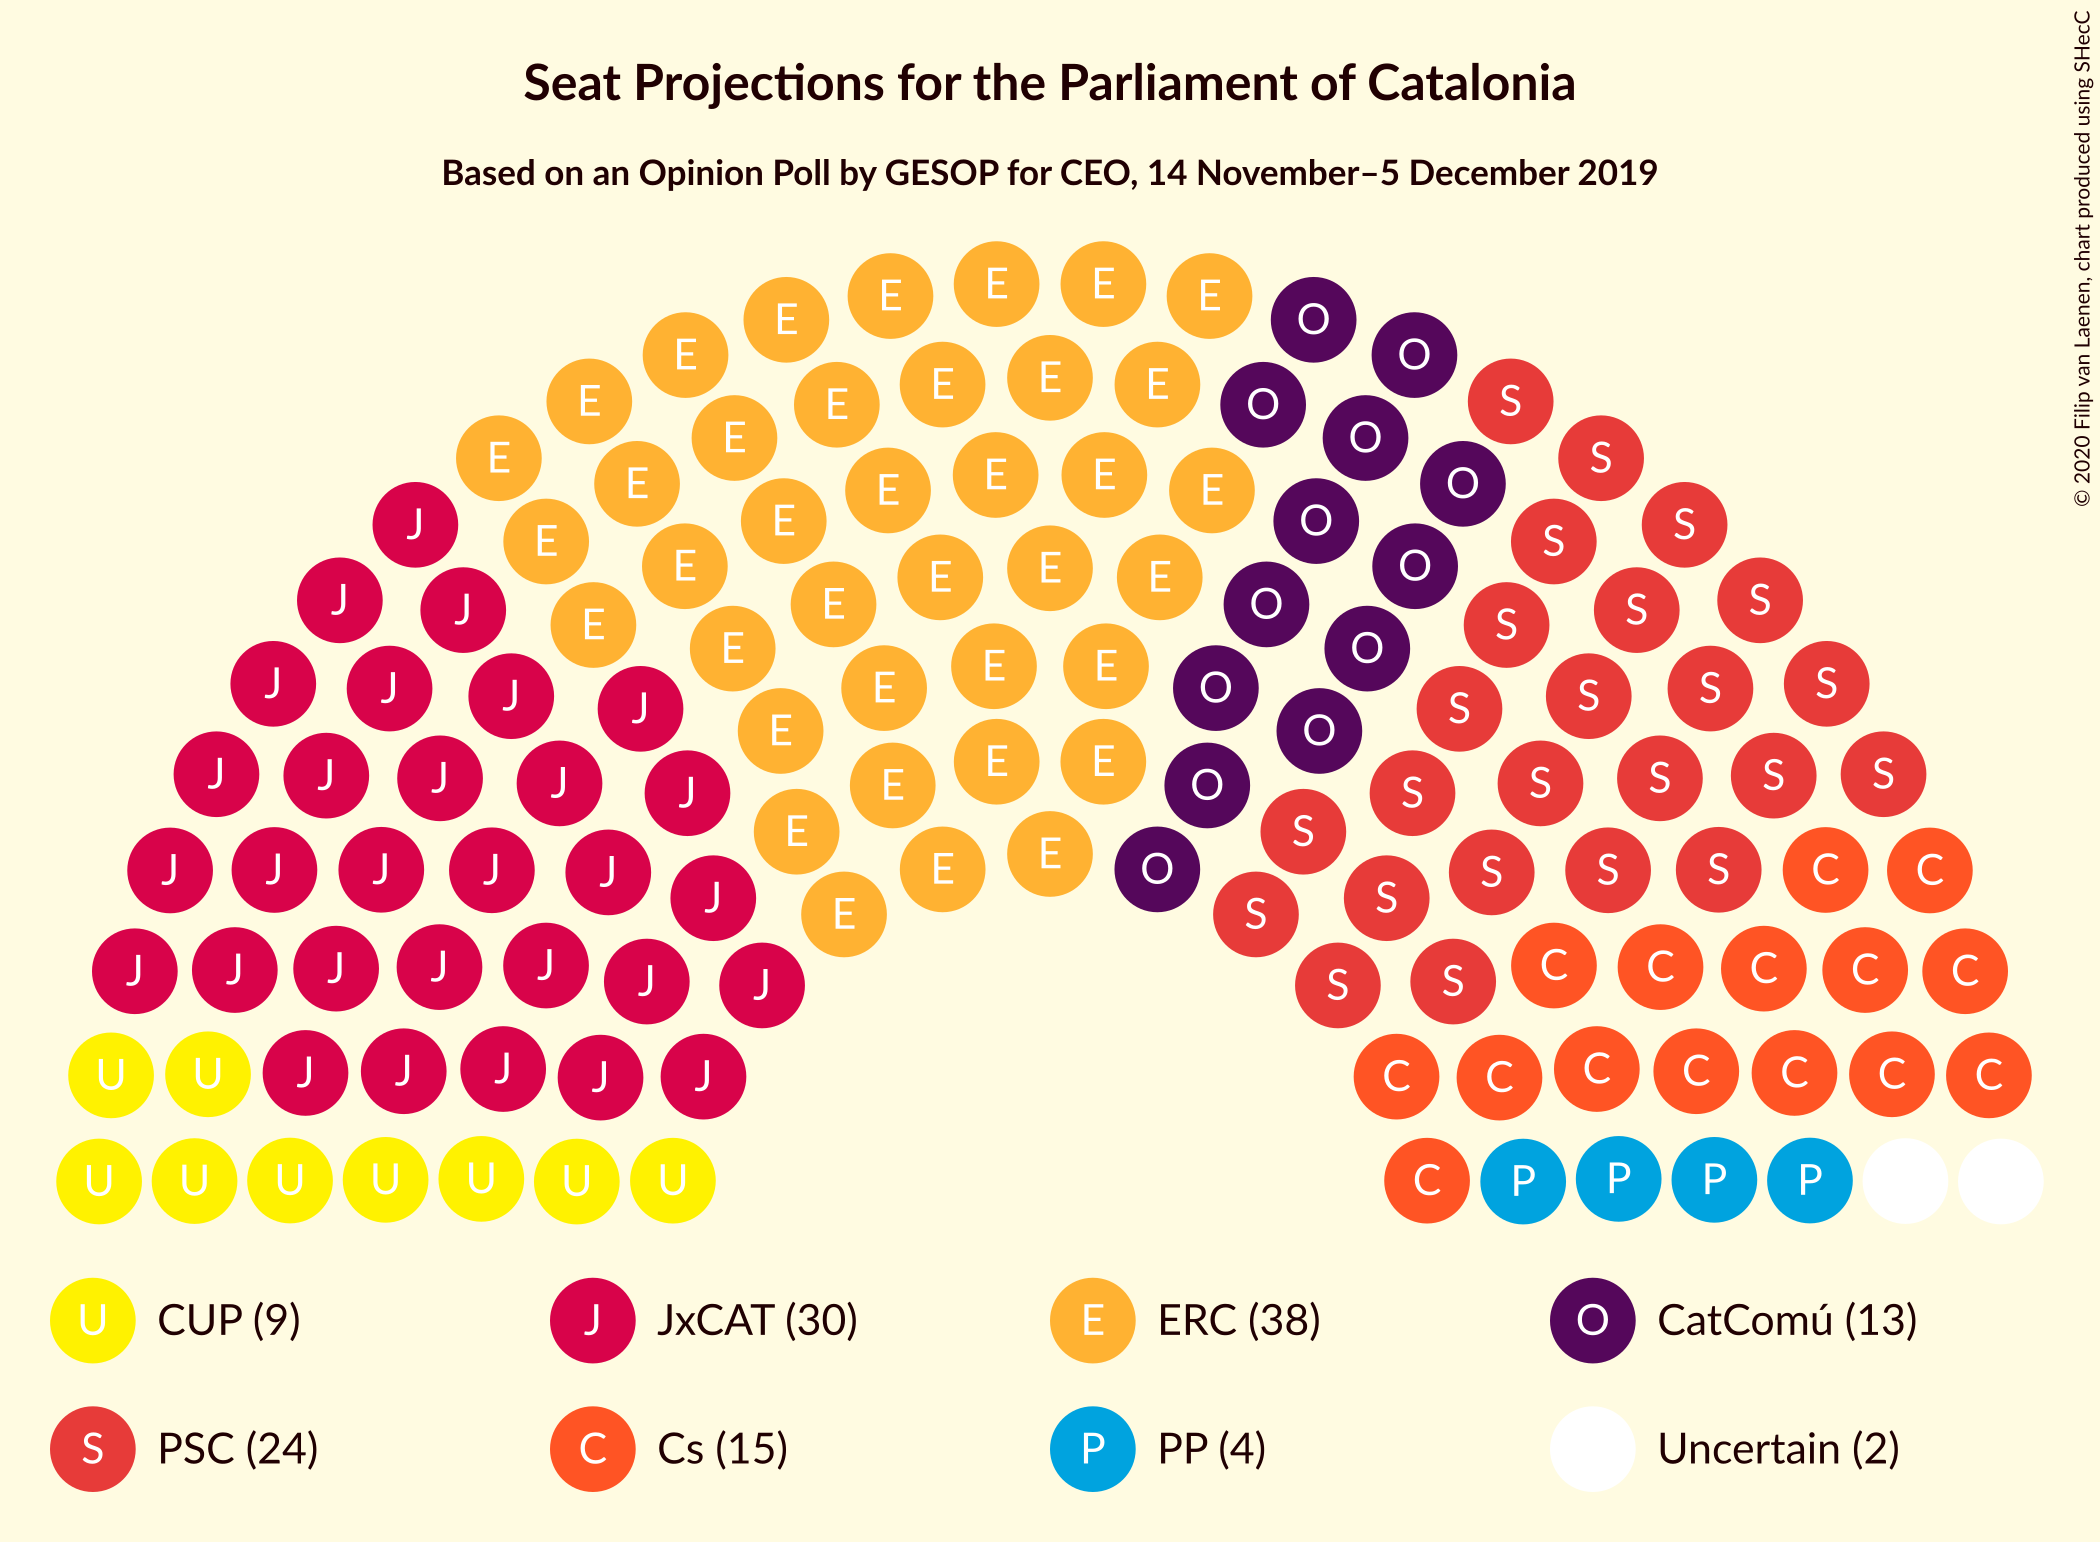 Seat Projections for the Parliament of Catalonia
Based on an Opinion Poll by GESOP for CEO, 14 November–5 December 2019
© 2020 Filip van Laenen, chart produced using SHecC
E E E E
E O
E O
E E E
E E O S
E O
E S
E E E E E O
J E O S
E S
E E E E O
J J E O S S
E S
E E E O
J J J J E O S S S S
E O
J J J J J E E E O S S S S S
E S
J J J J J E E O S S S C C
J E S S
J J J J J J J S S C C C C C
U U J J J J J C C C C C C C
U U U U U U U C P P P P
U CUP (9)
J JxCAT (30)
E ERC (38)
O CatComú (13)
S PSC (24)
C Cs (15)
P PP (4)
Uncertain (2)